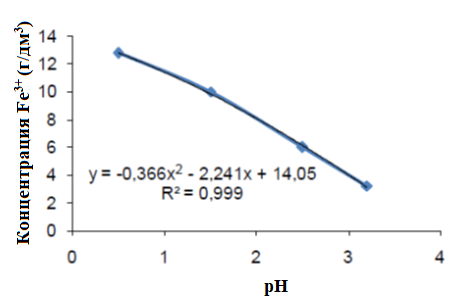 Концентрация Fe³⁺ (г/дм³)
14
12
10
8
6
4
2
0
y = -0,366x² - 2,241x + 14,05
R² = 0,999
0 1 2 3 4
pH